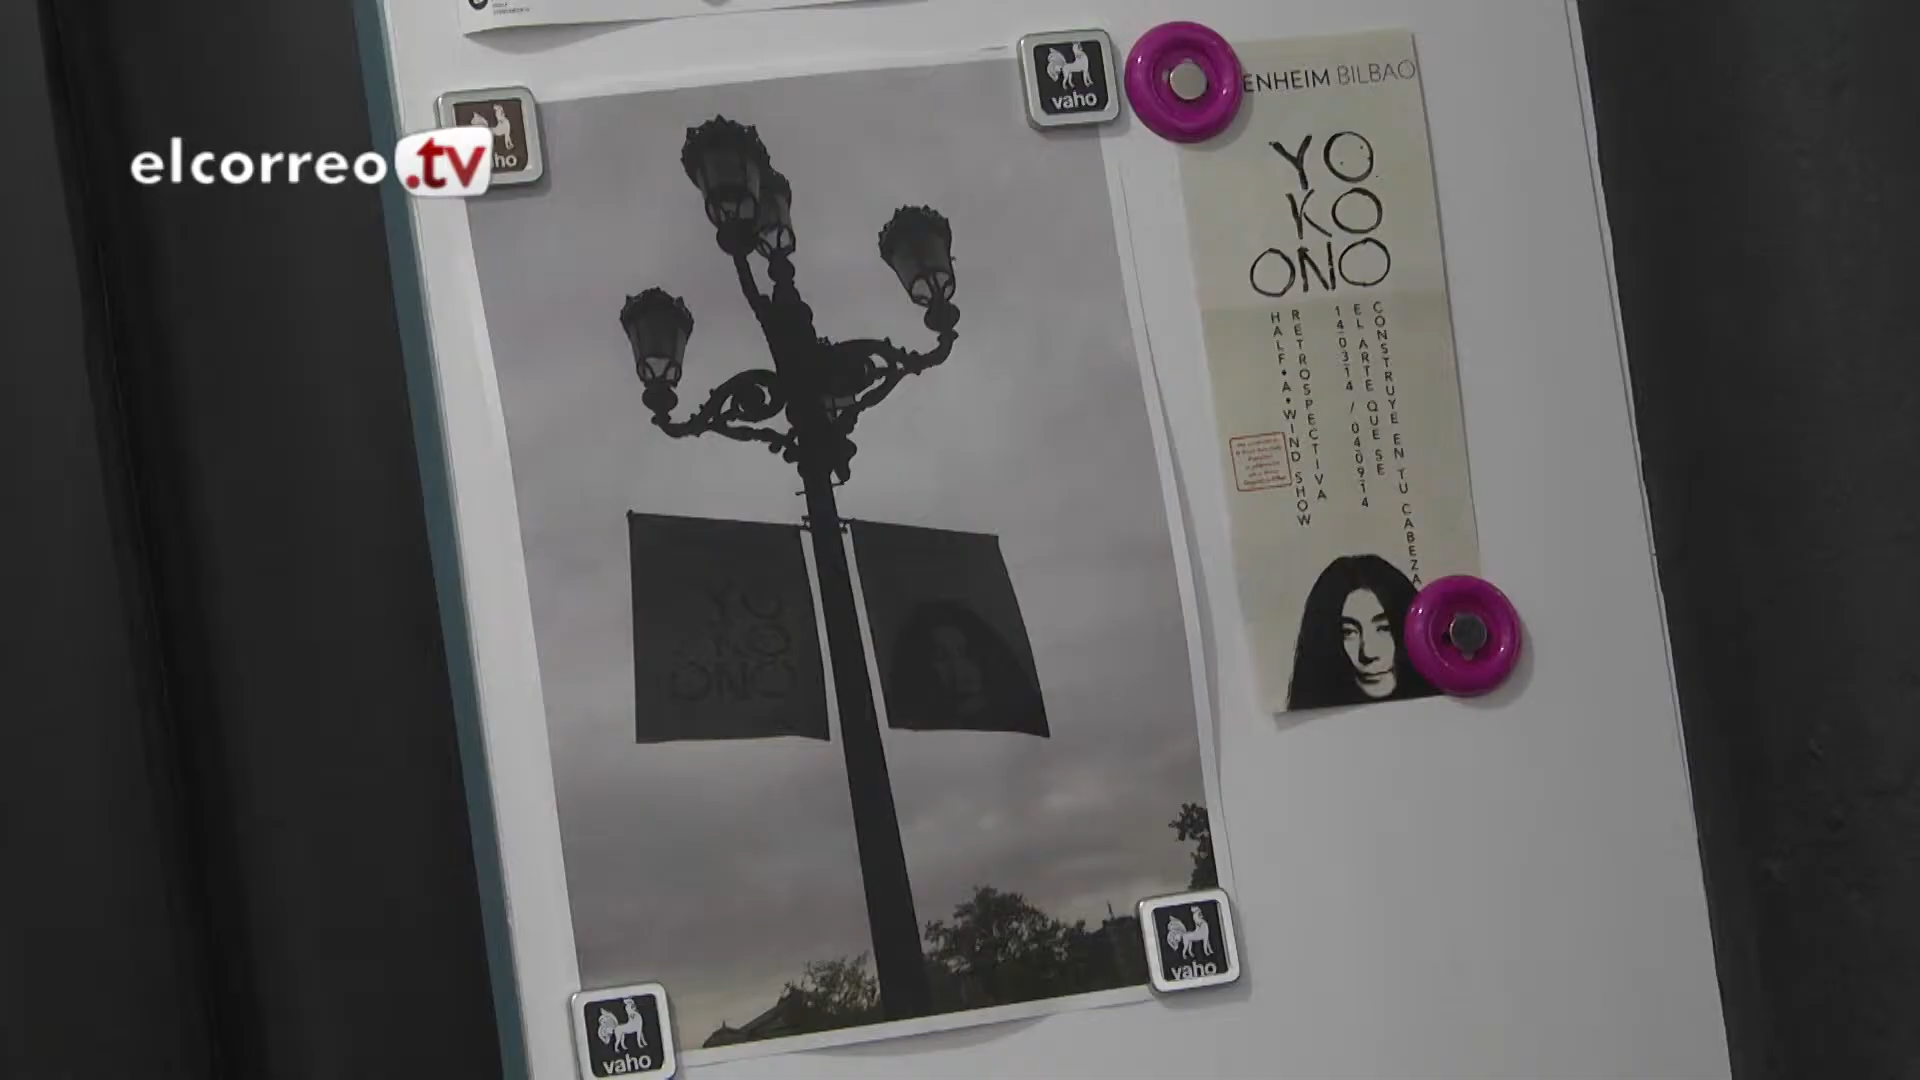 elcorreo.tv
ho
vaho
ENHEIM BILBAO
YO
KO
ONO
HALF•A•WIND SHOW
RETROSPECTIVA
14-03-14 / 04-09-14
EL ARTE QUE SE
CONSTRUYE EN TU CABEZA
YO
KO
ONO
vaho
vaho